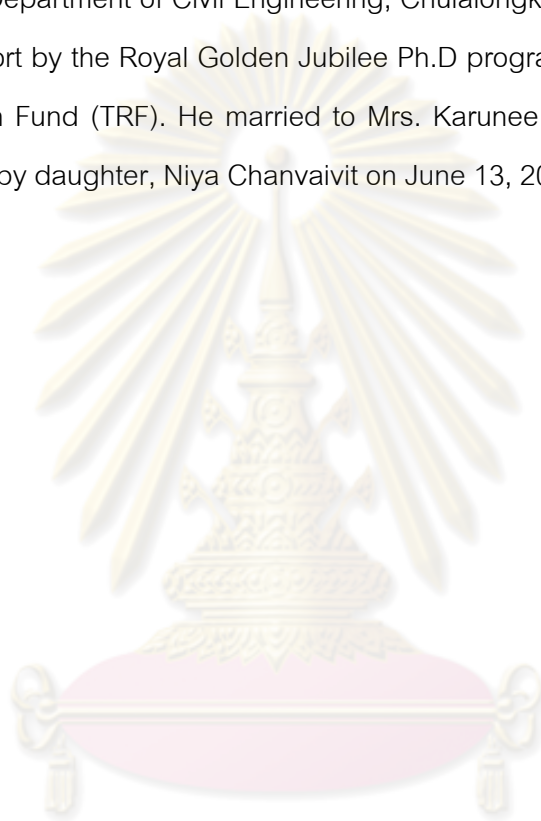 Department of Civil Engineering, Chulalongk
ort by the Royal Golden Jubilee Ph.D progra
Fund (TRF). He married to Mrs. Karunee
by daughter, Niya Chanvaivit on June 13, 20